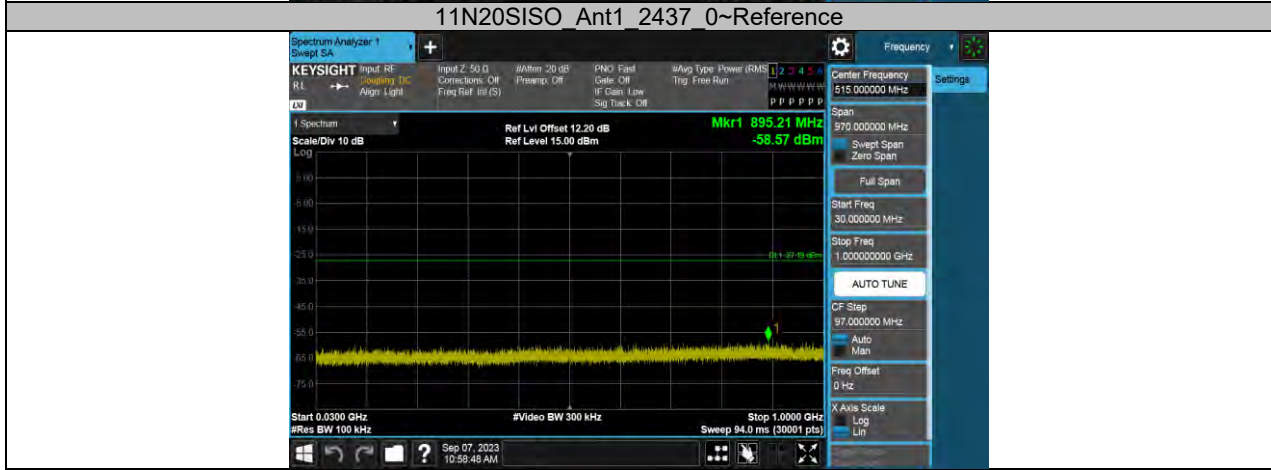 11N20SISO_Ant1_2437_0~Reference
Spectrum Analyzer 1
Swept SA
Frequency
KEYSIGHT
Input: RF
Coupling: DC
Align: Light
Input Z: 50 Ω
Corrections: Off
Freq Ref: Int (S)
#Atten: 20 dB
Preamp: Off
PNO: Fast
Gate: Off
IF Gain: Low
Sig Track: Off
#Avg Type: Power (RMS
Trig: Free Run
1 2 3 4 5 6
M W W W W W
P P P P P P
RL
LXI
Center Frequency
515.000000 MHz
Settings
1 Spectrum
Scale/Div 10 dB
Log
Ref Lvl Offset 12.20 dB
Ref Level 15.00 dBm
Mkr1 895.21 MHz
-58.57 dBm
Span
970.000000 MHz
Swept Span
Zero Span
Full Span
Start Freq
30.000000 MHz
Stop Freq
1.000000000 GHz
AUTO TUNE
CF Step
97.000000 MHz
Auto
Man
Freq Offset
0 Hz
X Axis Scale
Log
Lin
5.00
-5.00
-15.0
-25.0
DL1 -27.19 dBm
-35.0
-45.0
-55.0
1
-65.0
-75.0
Start 0.0300 GHz
#Res BW 100 kHz
#Video BW 300 kHz
Stop 1.0000 GHz
Sweep 94.0 ms (30001 pts)
?
Sep 07, 2023
10:58:48 AM